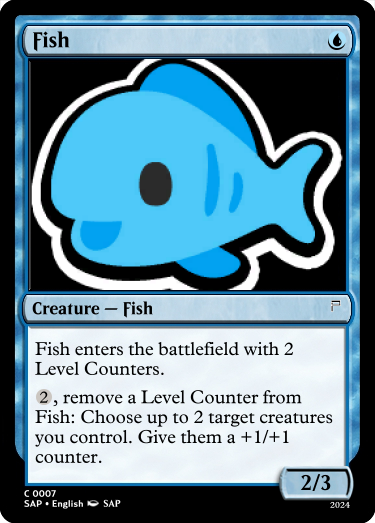 Fish
Creature — Fish
Fish enters the battlefield with 2
Level Counters.
2, remove a Level Counter from
Fish: Choose up to 2 target creatures
you control. Give them a +1/+1
counter.
2/3
C 0007
SAP • English SAP
2024